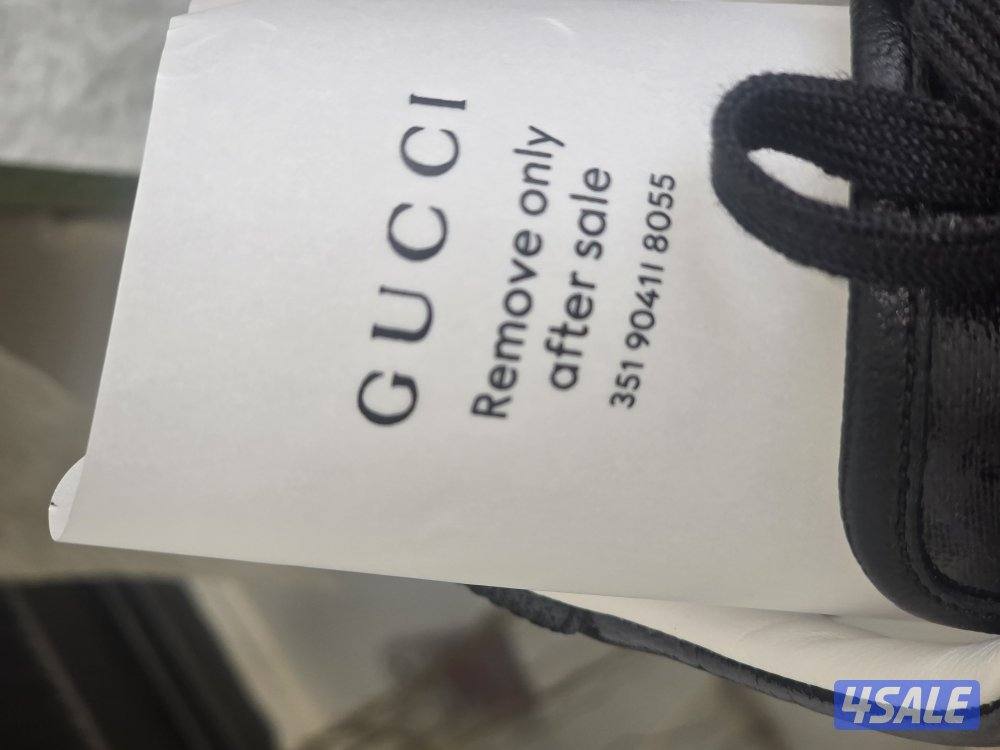 GUCCI
Remove only
after sale
351 90411 8055
4SALE